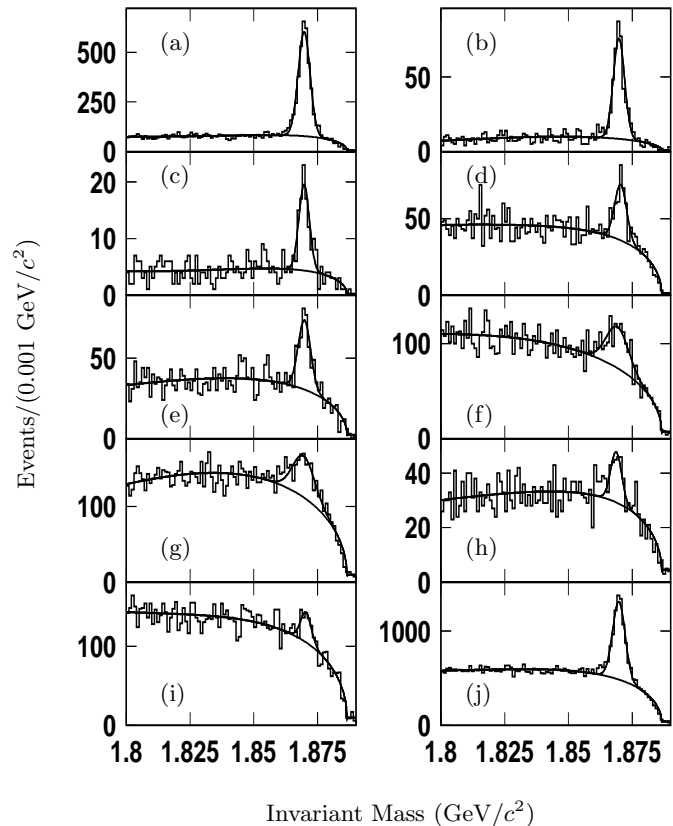 (a)
500
250
0
(b)
50
0
(c)
20
10
0
(d)
50
0
(e)
50
0
(f)
100
0
(g)
100
0
(h)
40
20
0
(i)
100
0
(j)
1000
0
1.8 1.825 1.85 1.875
1.8 1.825 1.85 1.875
Events/(0.001 GeV/c²)
Invariant Mass (GeV/c²)